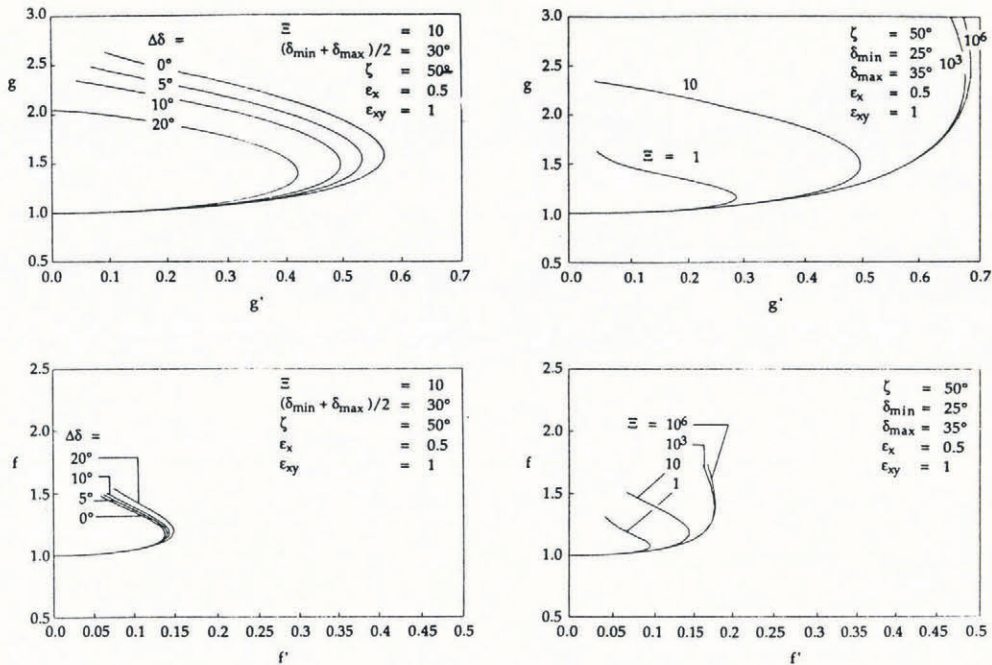 3.0
2.5
2.0
1.5
1.0
0.5
g
Δδ =
0°
5°
10°
20°
Ξ = 10
(δmin + δmax)/2 = 30°
ζ = 50°
εx = 0.5
εxy = 1
0.0 0.1 0.2 0.3 0.4 0.5 0.6 0.7
g'
3.0
2.5
2.0
1.5
1.0
0.5
g
10
Ξ = 1
10³
10⁶
ζ = 50°
δmin = 25°
δmax = 35°
εx = 0.5
εxy = 1
0.0 0.1 0.2 0.3 0.4 0.5 0.6 0.7
g'
2.5
2.0
1.5
1.0
0.5
f
Δδ =
20°
10°
5°
0°
Ξ = 10
(δmin + δmax)/2 = 30°
ζ = 50°
εx = 0.5
εxy = 1
0.0 0.05 0.1 0.15 0.2 0.25 0.3 0.35 0.4 0.45 0.5
f'
2.5
2.0
1.5
1.0
0.5
f
Ξ = 10⁶
10³
10
1
ζ = 50°
δmin = 25°
δmax = 35°
εx = 0.5
εxy = 1
0.0 0.05 0.1 0.15 0.2 0.25 0.3 0.35 0.4 0.45 0.5
f'